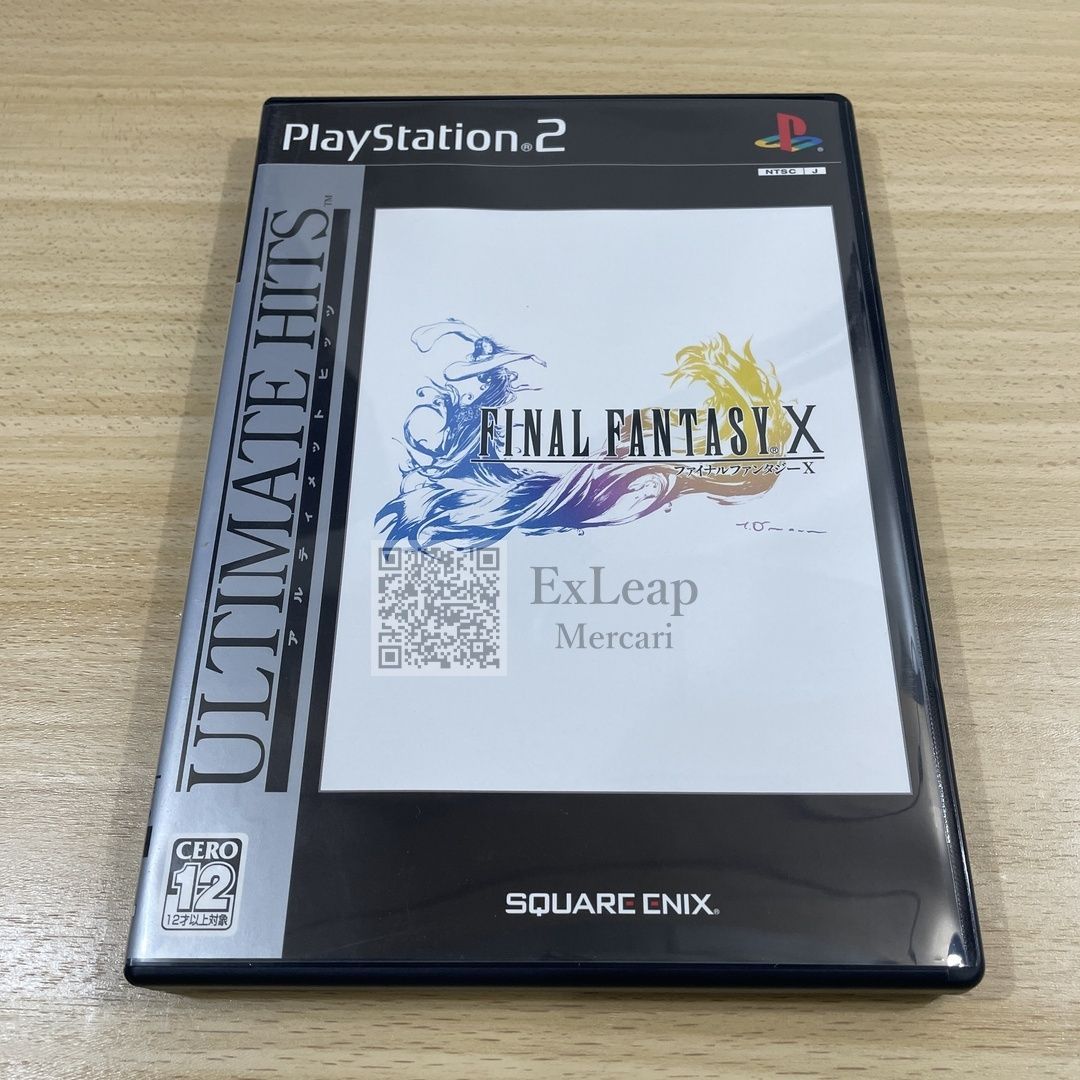 PlayStation®2
NTSC J
ULTIMATE HITS™
アルティメットヒッツ
FINAL FANTASY® X
ファイナルファンタジーX
ExLeap
Mercari
CERO
12
12才以上対象
SQUARE ENIX®